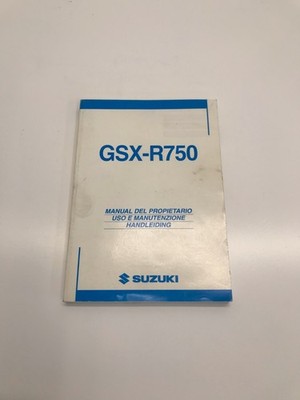 GSX-R750
MANUAL DEL PROPIETARIO
USO E MANUTENZIONE
HANDLEIDING
SUZUKI